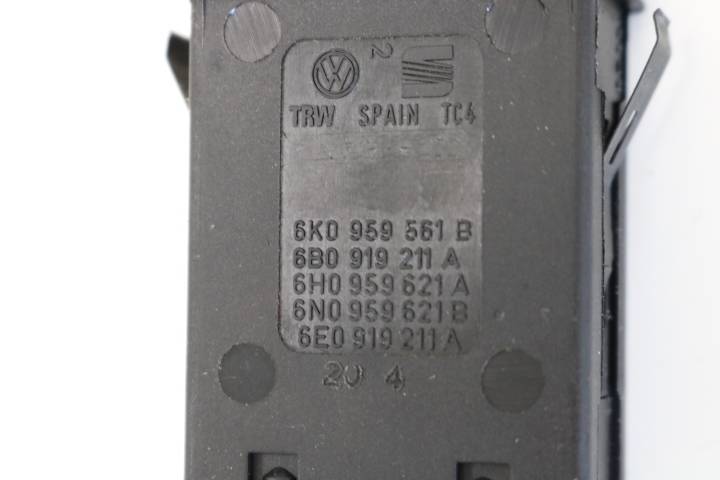 2
TRW SPAIN TC4
6K0 959 561 B
6B0 919 211 A
6H0 959 621 A
6N0 959 621 B
6E0 919 211 A
20 4